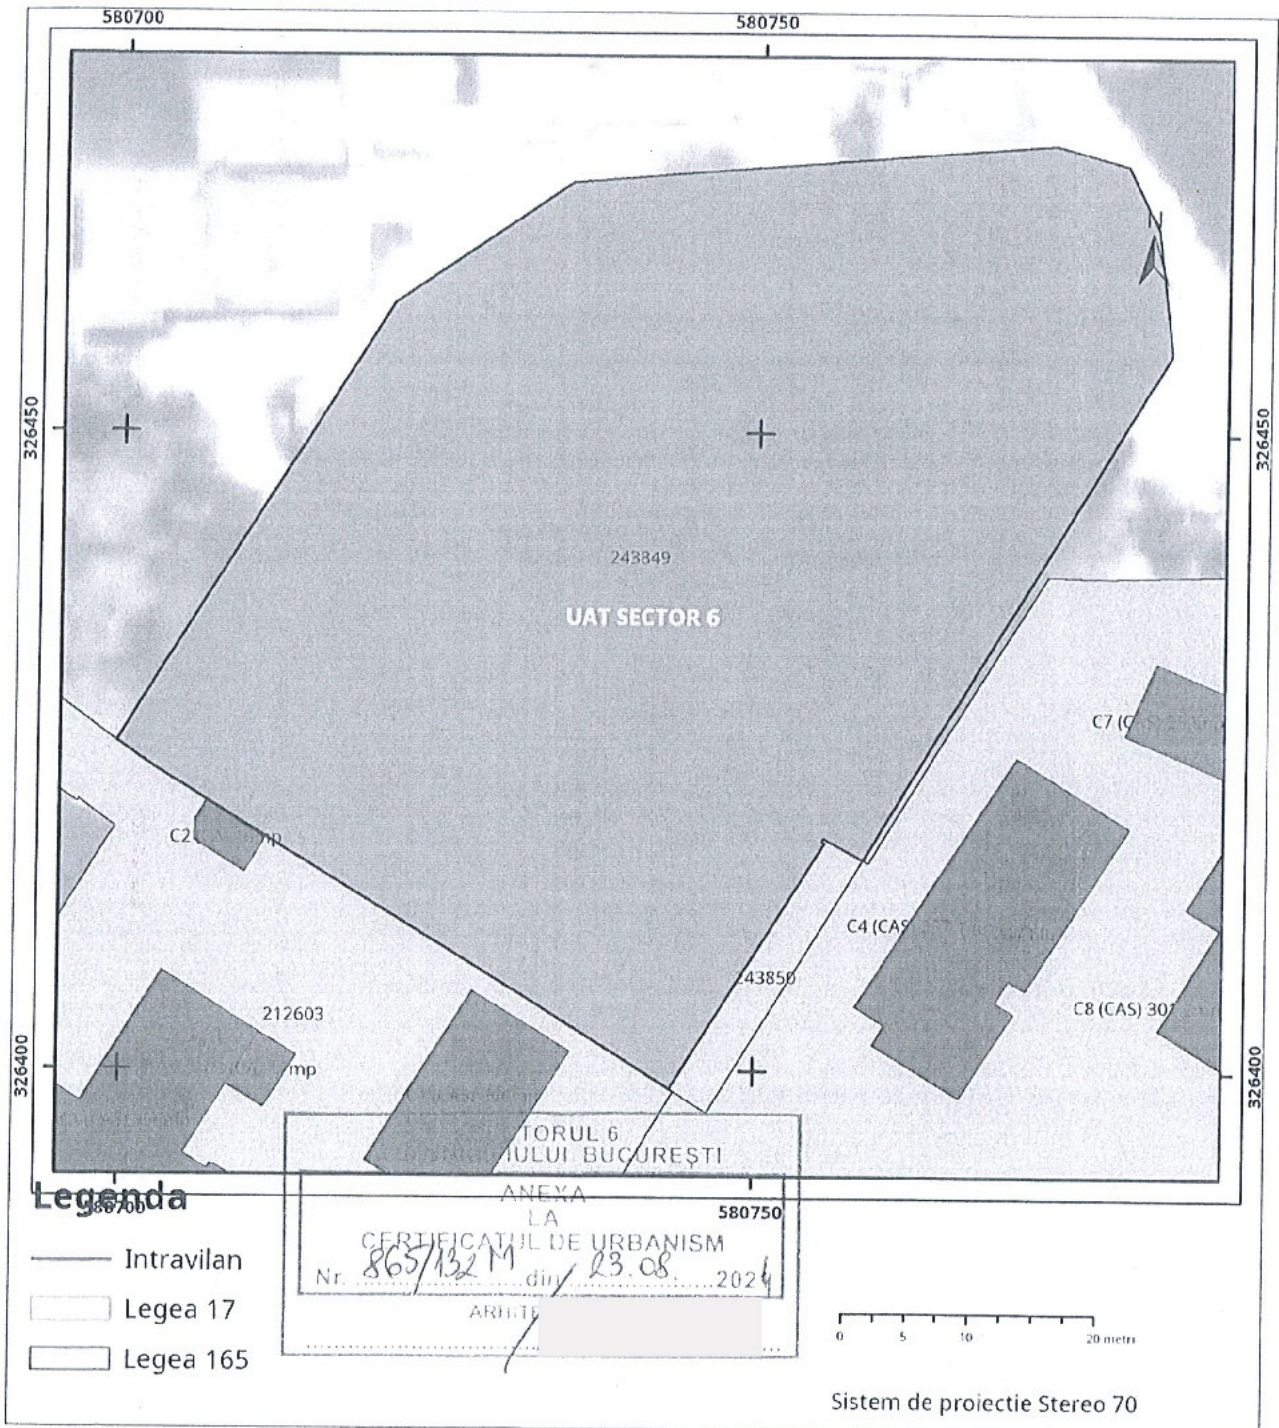 580700 580750
N
326450 326450
243849
UAT SECTOR 6
C7
C2 mp
C4 (CAS
243850
212603
C8 (CAS)
mp
326400 326400
TORUL 6
BUCUREȘTI
Legenda
580700 580750
ANEXA
LA
CERTIFICATUL DE URBANISM
Intravilan
Nr. 865/132 M din 23.08. 2024
Legea 17
ARHITE
Legea 165
0 5 10 20 metri
Sistem de proiectie Stereo 70